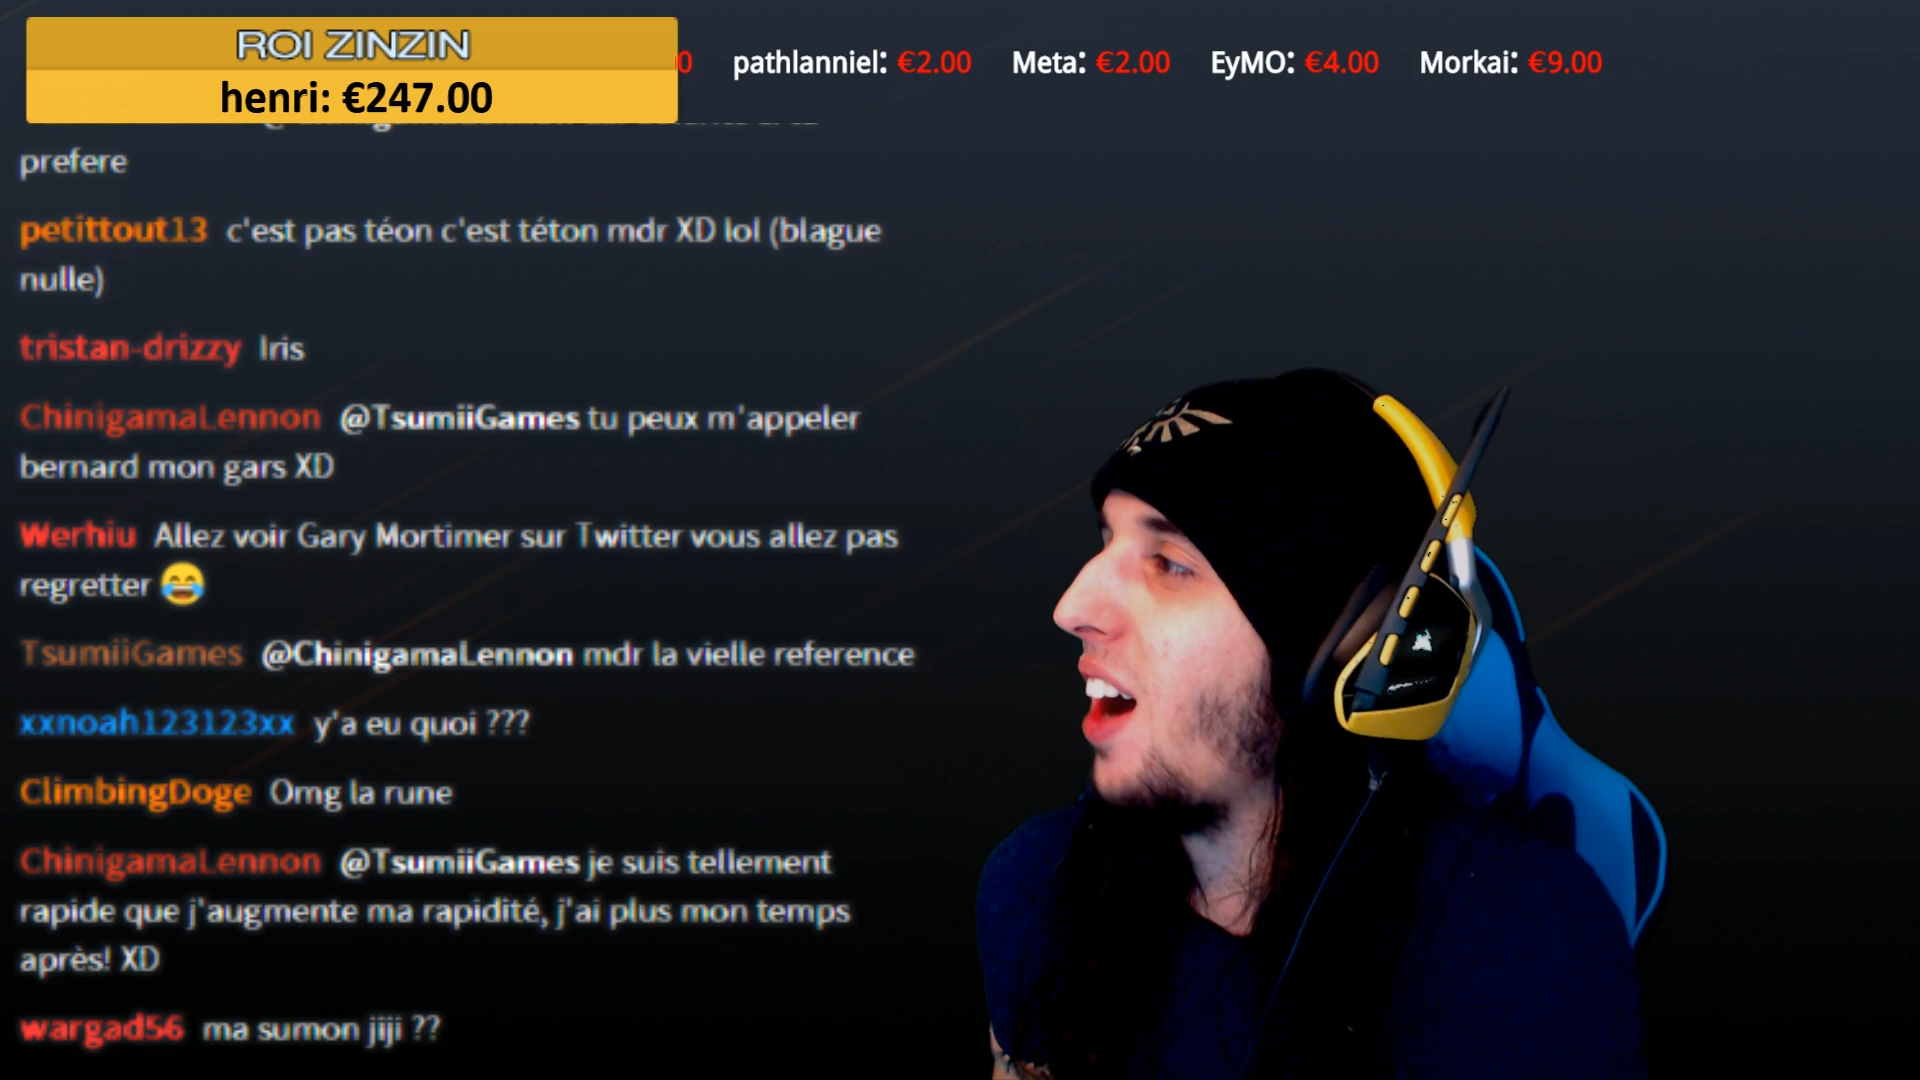 ROI ZINZIN
henri: €247.00
0 pathlanniel: €2.00 Meta: €2.00 EyMO: €4.00 Morkai: €9.00
prefere
petittout13 c'est pas téon c'est téton mdr XD lol (blague
nulle)
tristan-drizzy Iris
ChinigamaLennon @TsumiiGames tu peux m'appeler
bernard mon gars XD
Werhiu Allez voir Gary Mortimer sur Twitter vous allez pas
regretter 😂
TsumiiGames @ChinigamaLennon mdr la vielle reference
xxnoah123123xx y'a eu quoi ???
ClimbingDoge Omg la rune
ChinigamaLennon @TsumiiGames je suis tellement
rapide que j'augmente ma rapidité, j'ai plus mon temps
après! XD
wargad56 ma sumon jiji ??